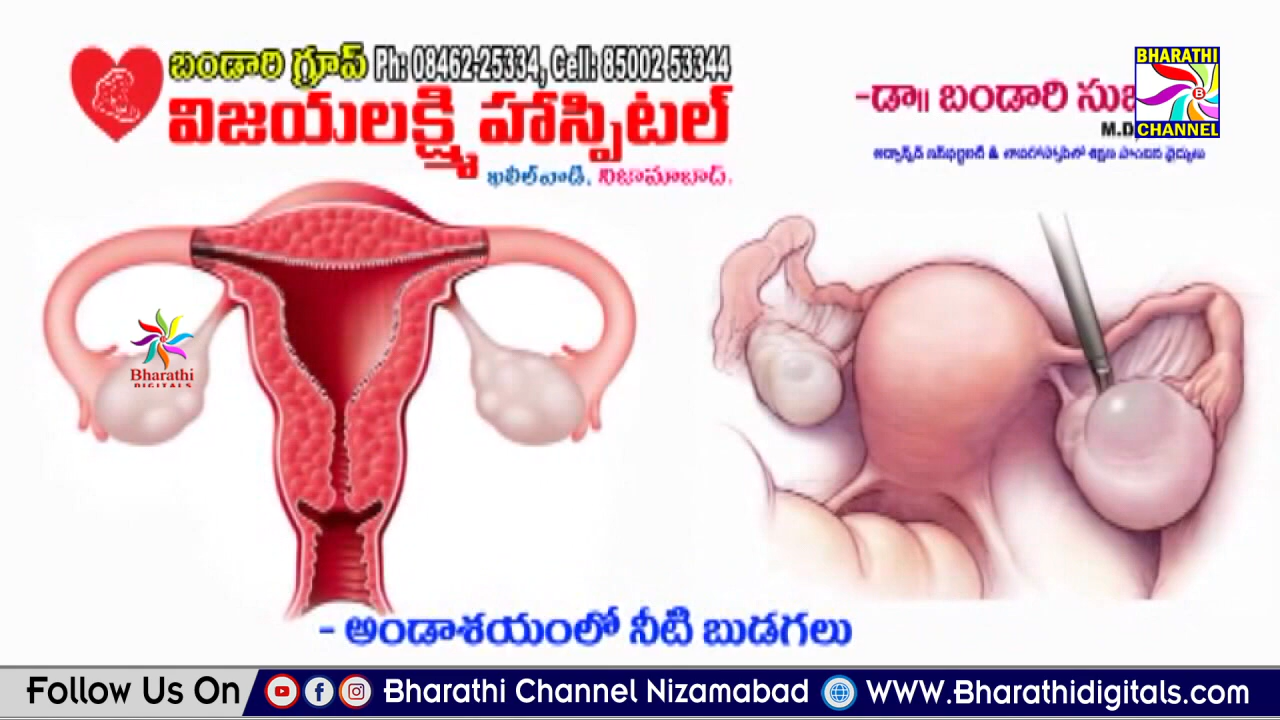 బండారి గ్రూప్ Ph: 08462-25334, Cell: 85002 53344
విజయలక్ష్మి హాస్పిటల్
ఖలీల్‌వాడి, నిజామాబాద్.
-డా॥ బండారి
M.D.
BHARATHI
B
CHANNEL
Bharathi
DIGITALS
- అండాశయంలో నీటి బుడగలు
Follow Us On Bharathi Channel Nizamabad WWW.Bharathidigitals.com